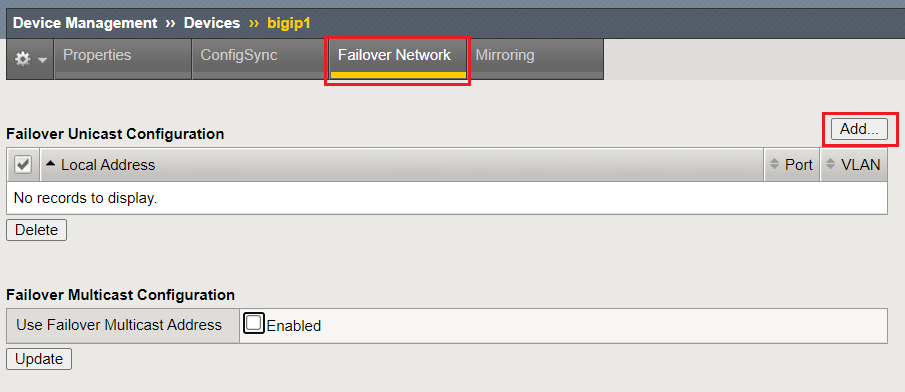 Device Management ›› Devices ›› bigip1
Properties ConfigSync Failover Network Mirroring
Failover Unicast Configuration Add...
Local Address Port VLAN
No records to display.
Delete
Failover Multicast Configuration
Use Failover Multicast Address Enabled
Update